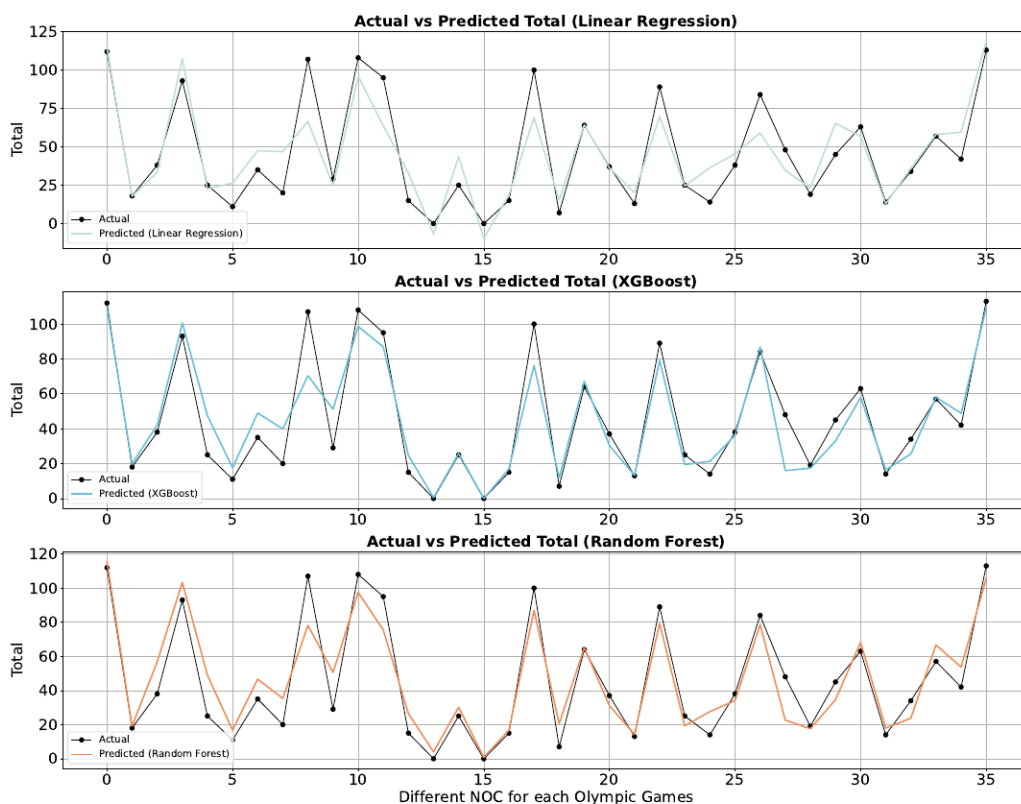 Actual vs Predicted Total (Linear Regression)
125
100
75
50
25
0
Total
Actual
Predicted (Linear Regression)
0 5 10 15 20 25 30 35
Actual vs Predicted Total (XGBoost)
100
80
60
40
20
0
Total
Actual
Predicted (XGBoost)
0 5 10 15 20 25 30 35
Actual vs Predicted Total (Random Forest)
120
100
80
60
40
20
0
Total
Actual
Predicted (Random Forest)
0 5 10 15 20 25 30 35
Different NOC for each Olympic Games